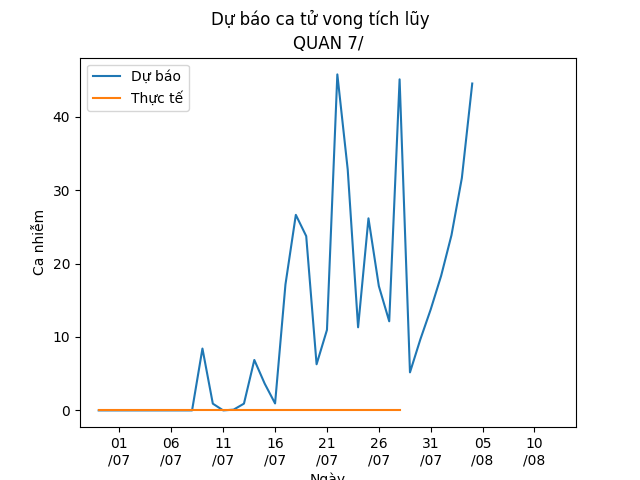 Dự báo ca tử vong tích lũy
QUAN 7/
Dự báo
Thực tế
Ca nhiễm
40
30
20
10
0
01 06 11 16 21 26 31 05 10
/07 /07 /07 /07 /07 /07 /07 /08 /08
Ngày